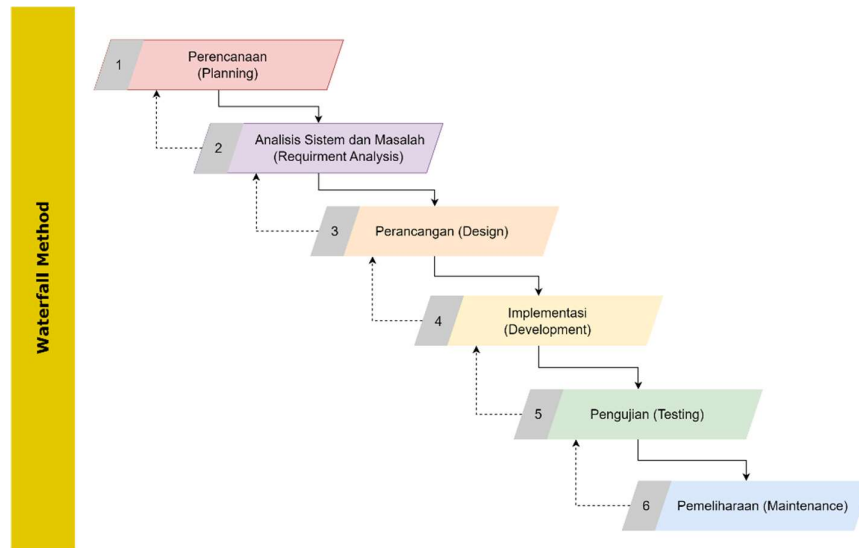 Waterfall Method
1
Perencanaan
(Planning)
2
Analisis Sistem dan Masalah
(Requirment Analysis)
3
Perancangan (Design)
4
Implementasi
(Development)
5
Pengujian (Testing)
6
Pemeliharaan (Maintenance)